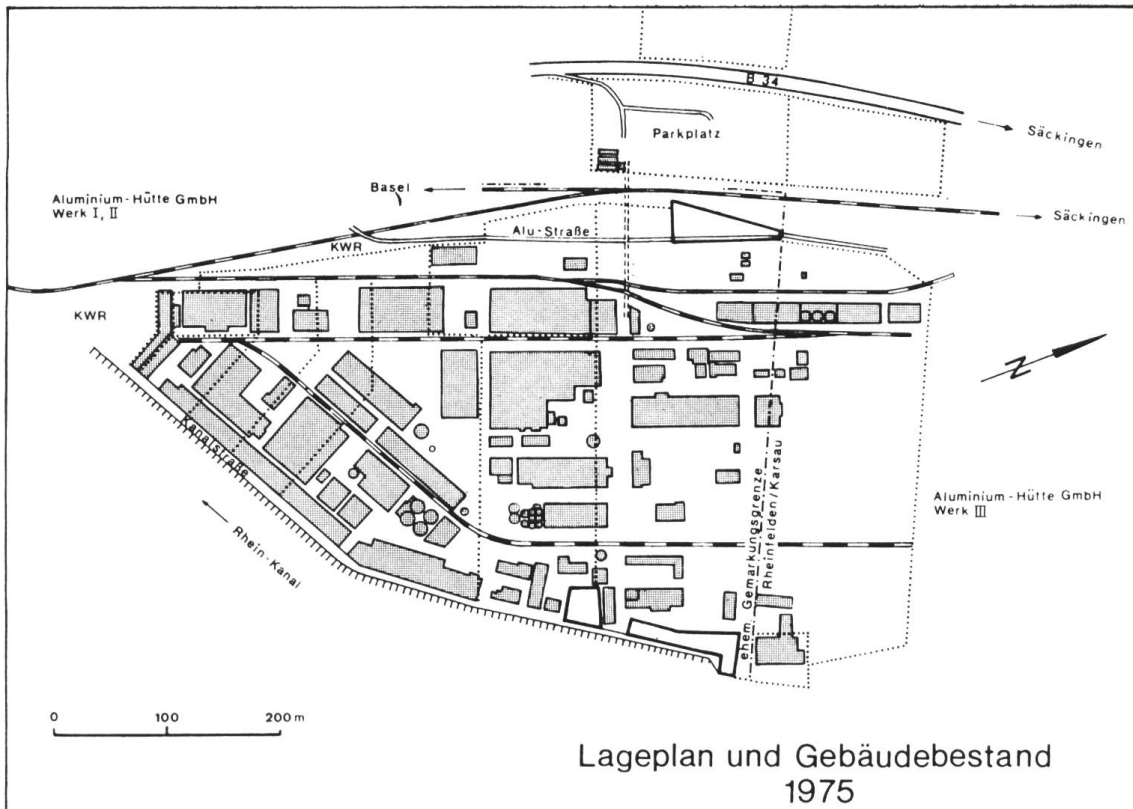 B 34
Säckingen
Parkplatz
Basel
Aluminium-Hütte GmbH
Werk I, II
Säckingen
Alu-Straße
KWR
KWR
N
Kanalstraße
Rhein-Kanal
ehem. Gemarkungsgrenze
Rheinfelden/Karsau
Aluminium-Hütte GmbH
Werk III
0 100 200 m
Lageplan und Gebäudebestand
1975